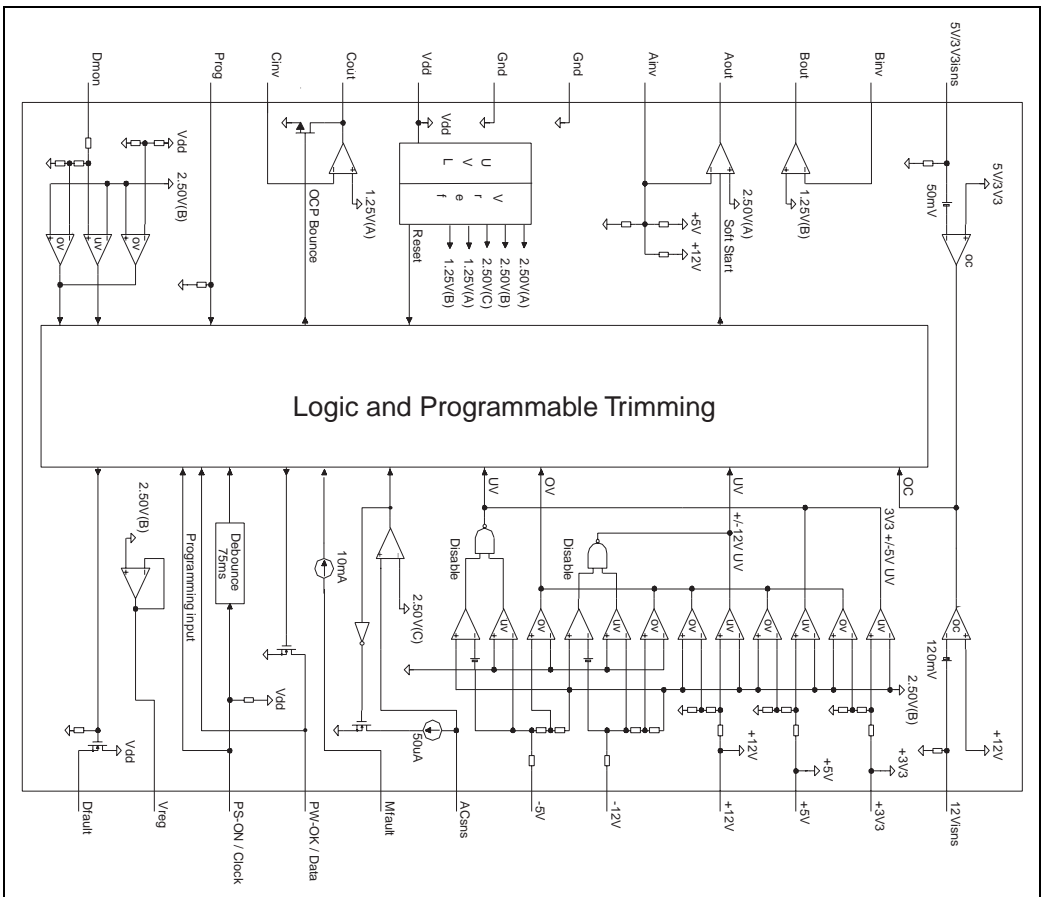 Dmon
Prog
Cinv
Cout
Vdd
Gnd
Gnd
Ainv
Aout
Bout
Binv
5V/3V3isns
Vdd
2.50V(B)
OV
UV
OV
OCP Bounce
1.25V(A)
Vdd
UVL
Vref
Reset
1.25V(B)
1.25V(A)
2.50V(C)
2.50V(B)
2.50V(A)
+5V
+12V
2.50V(A)
Soft Start
1.25V(B)
50mV
5V/3V3
OC
Logic and Programmable Trimming
2.50V(B)
Programming input
Debounce
75ms
10mA
2.50V(C)
50uA
Vdd
Vdd
UV
OV
UV
OC
Disable
Disable
+/-12V UV
3V3 +/-5V UV
UV
OV
UV
OV
UV
OV
UV
OV
UV
OC
120mV
2.50V(B)
+12V
+5V
+3V3
+12V
Dfault
Vreg
PS-ON / Clock
PW-OK / Data
Mfault
ACsns
-5V
-12V
+12V
+5V
+3V3
12Visns